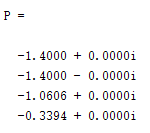 P =
-1.4000 + 0.0000i
-1.4000 - 0.0000i
-1.0606 + 0.0000i
-0.3394 + 0.0000i